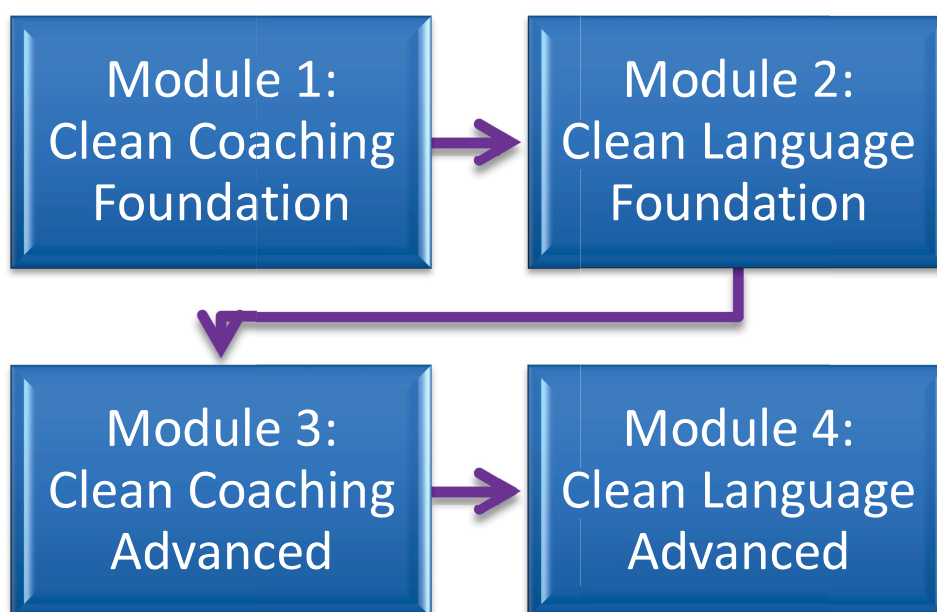 Module 1:
Clean Coaching
Foundation
Module 2:
Clean Language
Foundation
Module 3:
Clean Coaching
Advanced
Module 4:
Clean Language
Advanced